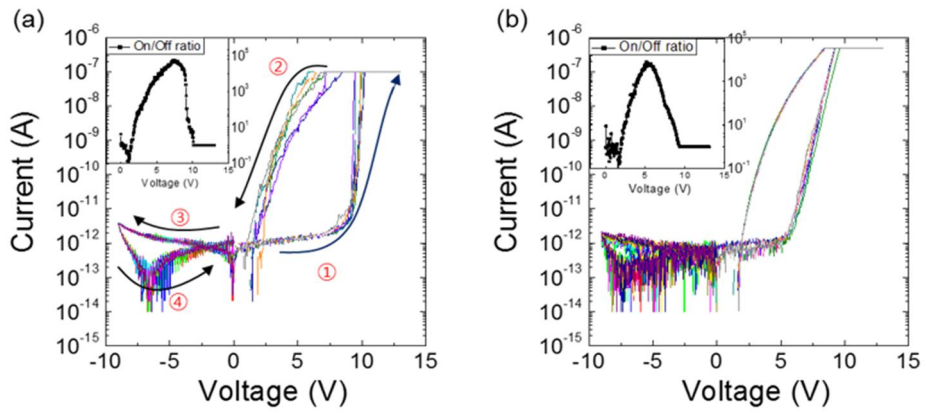 (a)
(b)
Current (A)
10⁻⁶
10⁻⁷
10⁻⁸
10⁻⁹
10⁻¹⁰
10⁻¹¹
10⁻¹²
10⁻¹³
10⁻¹⁴
10⁻¹⁵
On/Off ratio
10⁵
10³
10¹
10⁻¹
0 5 10 15
Voltage (V)
②
③
①
④
-10 -5 0 5 10 15
Voltage (V)
Current (A)
10⁻⁶
10⁻⁷
10⁻⁸
10⁻⁹
10⁻¹⁰
10⁻¹¹
10⁻¹²
10⁻¹³
10⁻¹⁴
10⁻¹⁵
On/Off ratio
10⁵
10³
10¹
10⁻¹
0 5 10 15
Voltage (V)
-10 -5 0 5 10 15
Voltage (V)